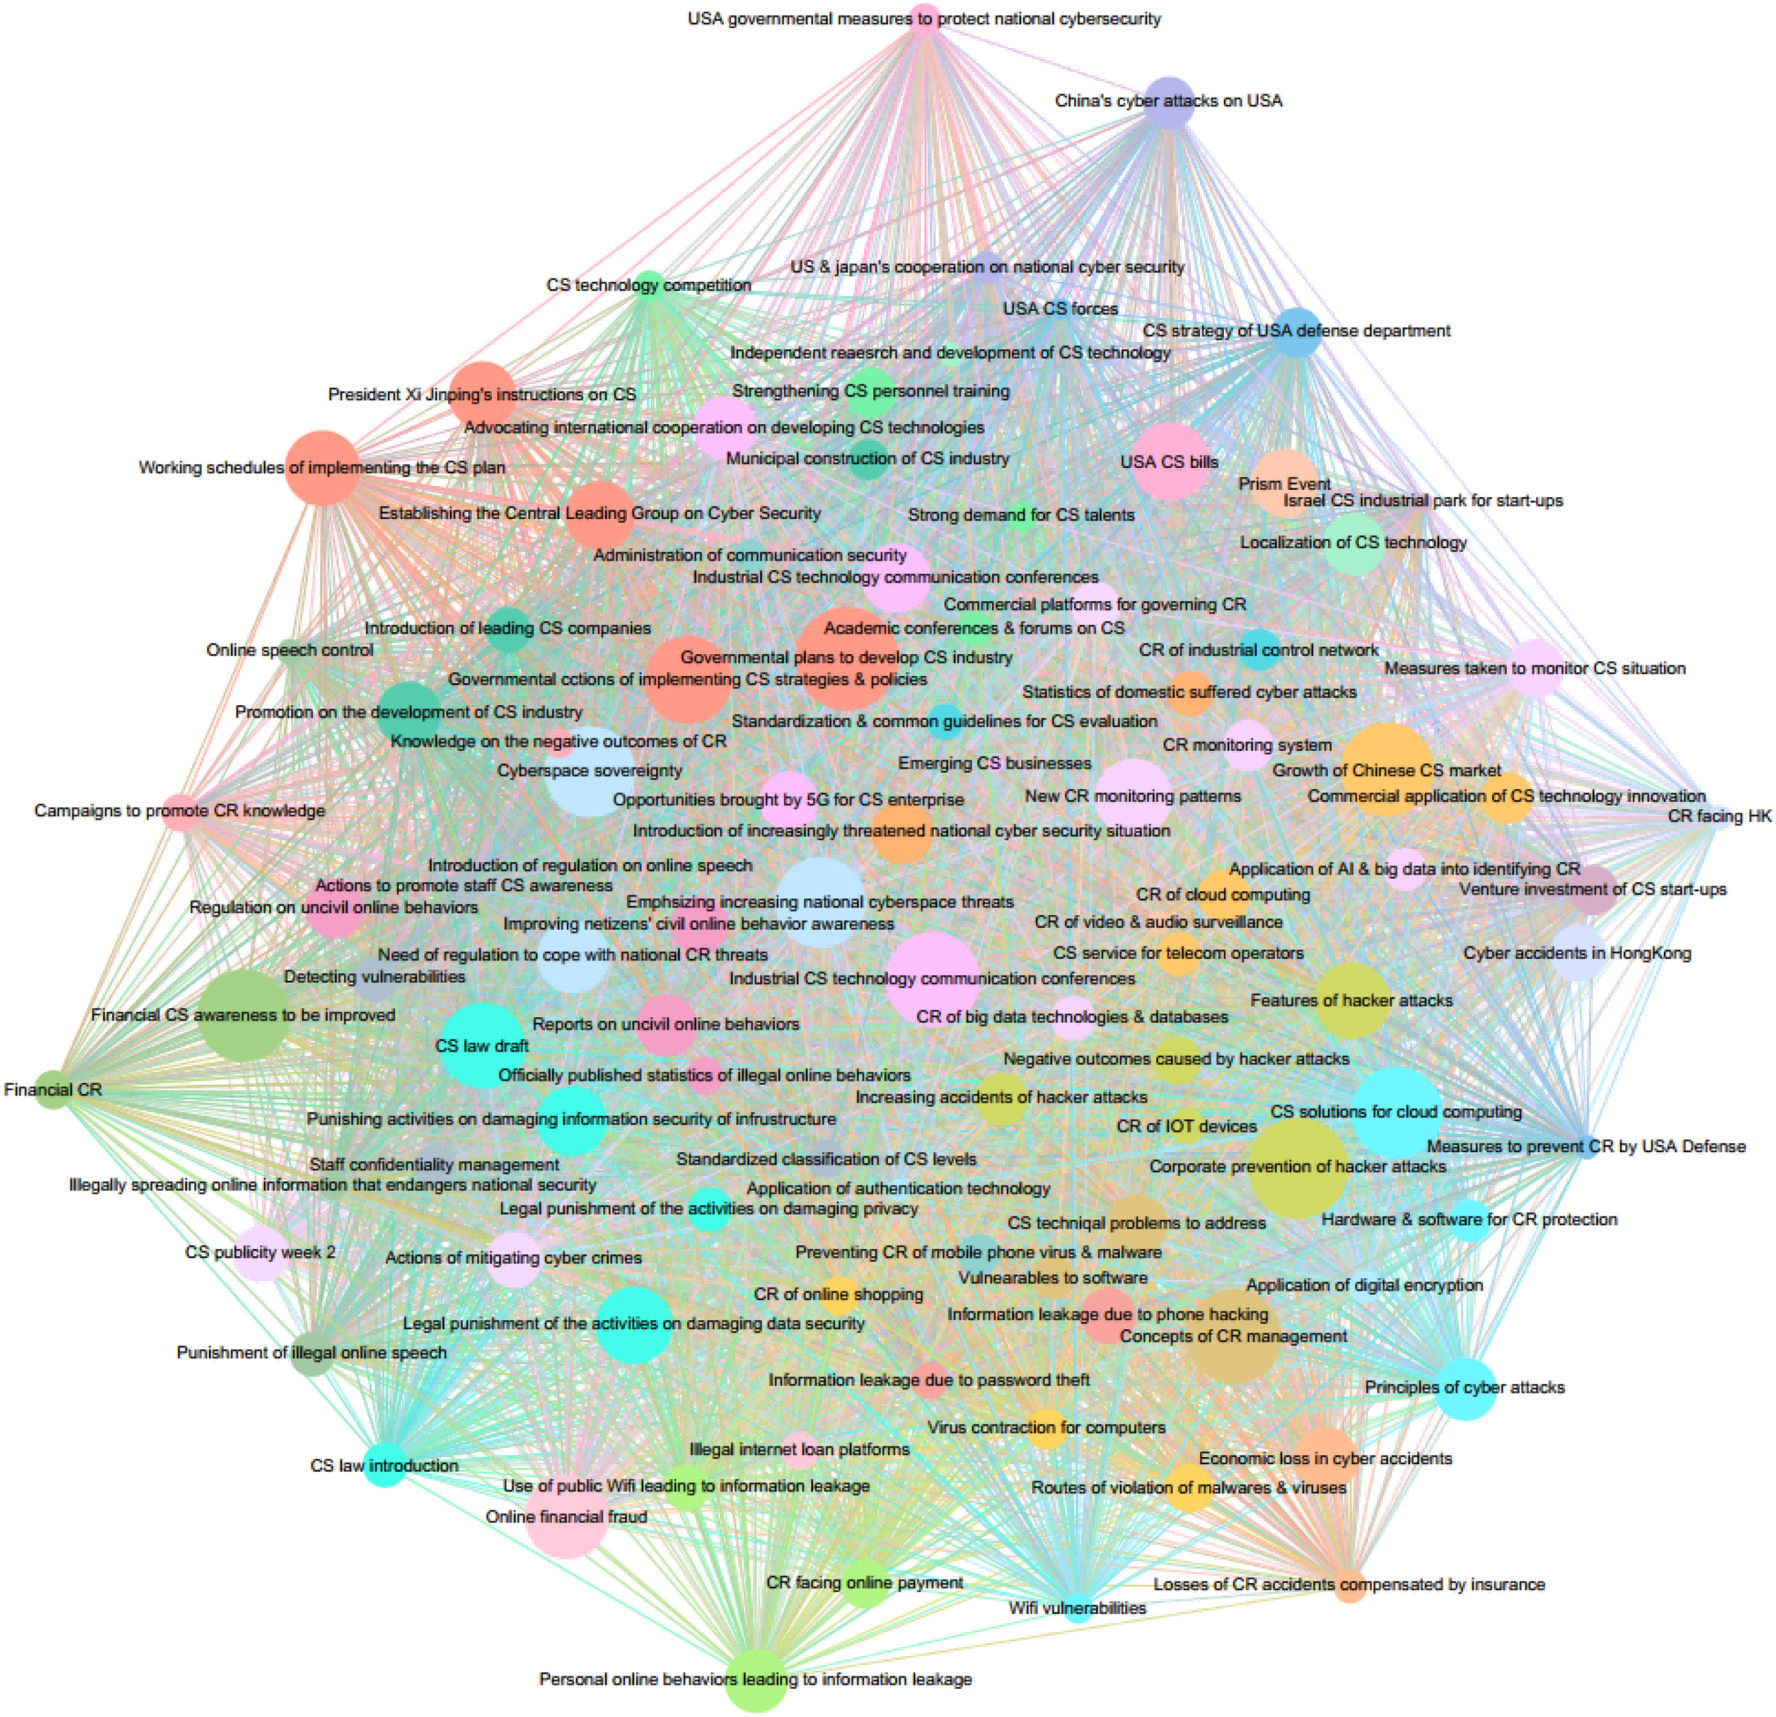 USA governmental measures to protect national cybersecurity
China's cyber attacks on USA
US & japan's cooperation on national cyber security
CS technology competition
USA CS forces
CS strategy of USA defense department
Independent reaesrch and development of CS technology
Strengthening CS personnel training
President Xi Jinping's instructions on CS
Advocating international cooperation on developing CS technologies
Municipal construction of CS industry
USA CS bills
Working schedules of implementing the CS plan
Prism Event
Israel CS industrial park for start-ups
Establishing the Central Leading Group on Cyber Security
Strong demand for CS talents
Localization of CS technology
Administration of communication security
Industrial CS technology communication conferences
Commercial platforms for governing CR
Introduction of leading CS companies
Academic conferences & forums on CS
Online speech control
CR of industrial control network
Governmental plans to develop CS industry
Measures taken to monitor CS situation
Governmental cctions of implementing CS strategies & policies
Statistics of domestic suffered cyber attacks
Promotion on the development of CS industry
Standardization & common guidelines for CS evaluation
Knowledge on the negative outcomes of CR
CR monitoring system
Emerging CS businesses
Cyberspace sovereignty
Growth of Chinese CS market
Opportunities brought by 5G for CS enterprise
New CR monitoring patterns
Commercial application of CS technology innovation
Campaigns to promote CR knowledge
CR facing HK
Introduction of increasingly threatened national cyber security situation
Introduction of regulation on online speech
Application of AI & big data into identifying CR
Actions to promote staff CS awareness
Venture investment of CS start-ups
CR of cloud computing
Emphsizing increasing national cyberspace threats
Regulation on uncivil online behaviors
CR of video & audio surveillance
Improving netizens' civil online behavior awareness
Need of regulation to cope with national CR threats
CS service for telecom operators
Cyber accidents in HongKong
Detecting vulnerabilities
Industrial CS technology communication conferences
Features of hacker attacks
Financial CS awareness to be improved
CR of big data technologies & databases
Reports on uncivil online behaviors
CS law draft
Negative outcomes caused by hacker attacks
Officially published statistics of illegal online behaviors
Financial CR
Increasing accidents of hacker attacks
CS solutions for cloud computing
Punishing activities on damaging information security of infrustructure
CR of IOT devices
Measures to prevent CR by USA Defense
Standardized classification of CS levels
Staff confidentiality management
Corporate prevention of hacker attacks
Illegally spreading online information that endangers national security
Application of authentication technology
Legal punishment of the activities on damaging privacy
Hardware & software for CR protection
CS techniqal problems to address
CS publicity week 2
Preventing CR of mobile phone virus & malware
Actions of mitigating cyber crimes
Vulnearables to software
Application of digital encryption
CR of online shopping
Information leakage due to phone hacking
Legal punishment of the activities on damaging data security
Concepts of CR management
Punishment of illegal online speech
Information leakage due to password theft
Principles of cyber attacks
Virus contraction for computers
Illegal internet loan platforms
Economic loss in cyber accidents
CS law introduction
Use of public Wifi leading to information leakage
Routes of violation of malwares & viruses
Online financial fraud
CR facing online payment
Losses of CR accidents compensated by insurance
Wifi vulnerabilities
Personal online behaviors leading to information leakage